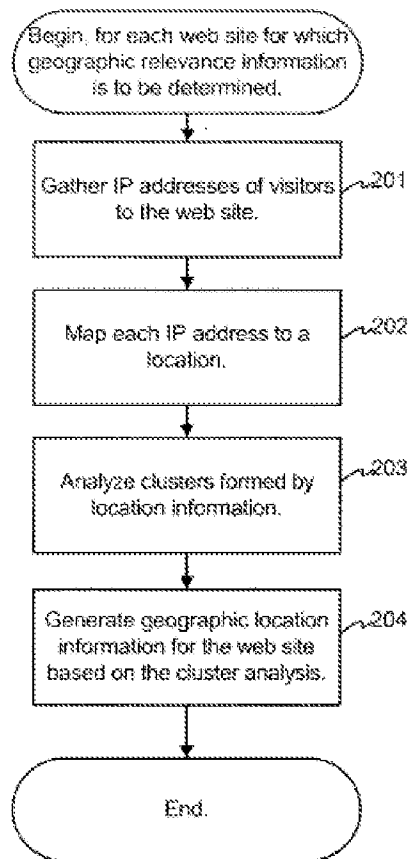 Begin, for each web site for which
geographic relevance information
is to be determined.
Gather IP addresses of visitors
to the web site.
201
Map each IP address to a
location.
202
Analyze clusters formed by
location information.
203
Generate geographic location
information for the web site
based on the cluster analysis.
204
End.